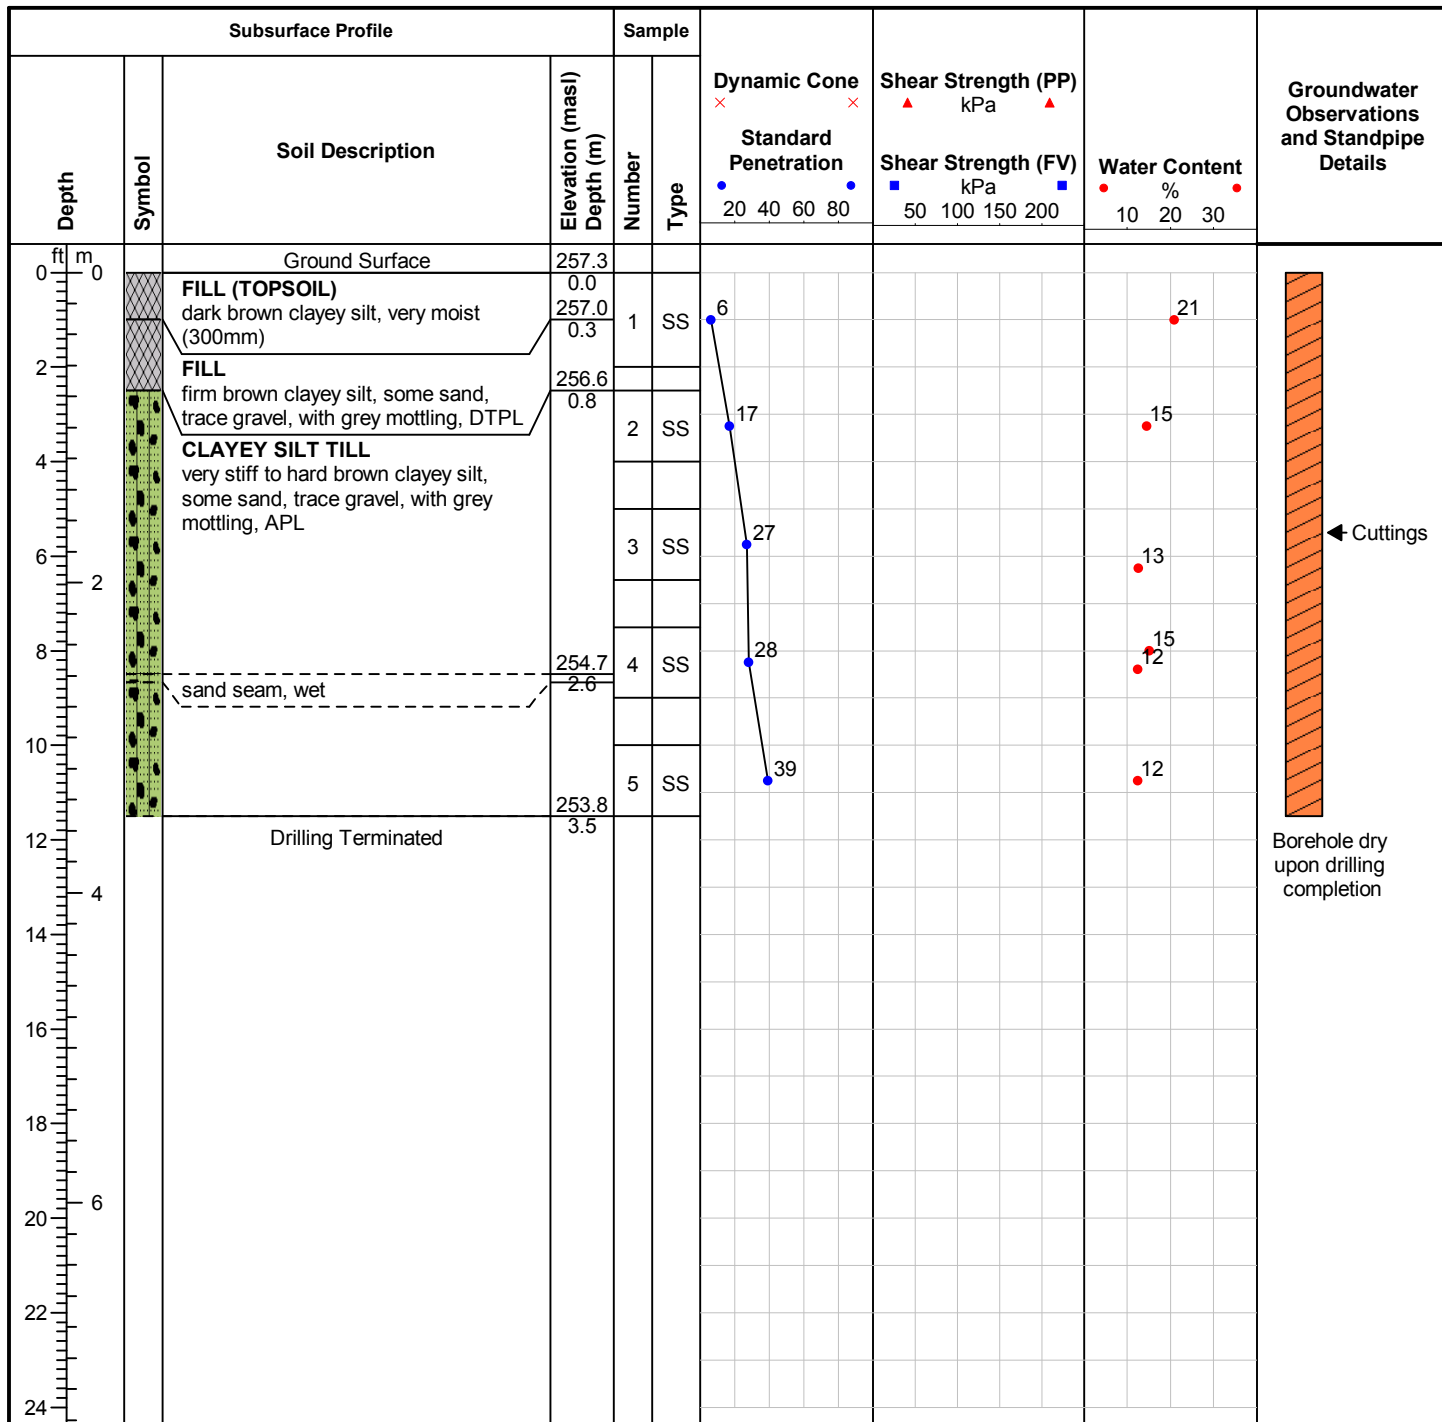 Subsurface Profile
Sample
Depth
Symbol
Soil Description
Elevation (masl)
Depth (m)
Number
Type
Dynamic Cone
Standard
Penetration
20 40 60 80
Shear Strength (PP)
kPa
Shear Strength (FV)
kPa
50 100 150 200
Water Content
%
10 20 30
Groundwater
Observations
and Standpipe
Details
ft m
0 0
2
4
6
2
8
10
12
4
14
16
18
6
20
22
24
Ground Surface
257.3
0.0
FILL (TOPSOIL)
dark brown clayey silt, very moist
(300mm)
257.0
0.3
FILL
firm brown clayey silt, some sand,
trace gravel, with grey mottling, DTPL
256.6
0.8
CLAYEY SILT TILL
very stiff to hard brown clayey silt,
some sand, trace gravel, with grey
mottling, APL
254.7
2.6
sand seam, wet
253.8
3.5
Drilling Terminated
1 SS
2 SS
3 SS
4 SS
5 SS
6
17
27
28
39
21
15
13
15
12
12
Cuttings
Borehole dry
upon drilling
completion